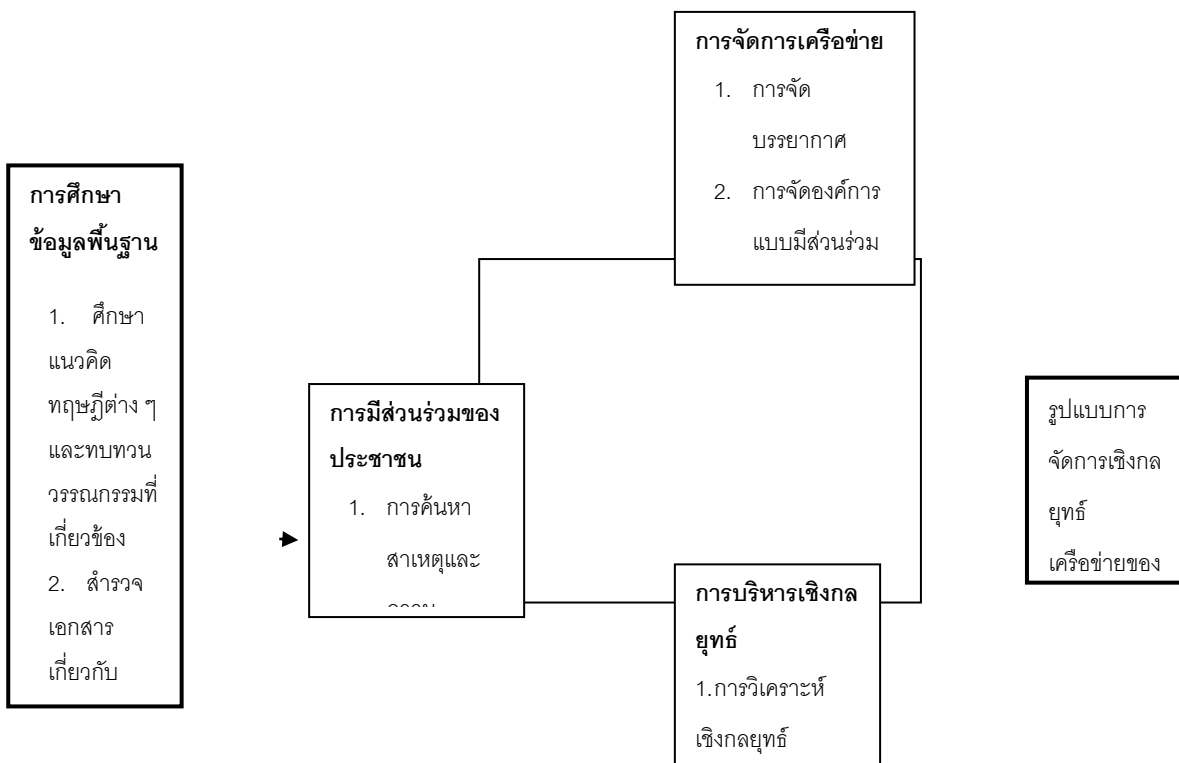 การศึกษา
ข้อมูลพื้นฐาน
1. ศึกษา
แนวคิด
ทฤษฎีต่าง ๆ
และทบทวน
วรรณกรรมที่
เกี่ยวข้อง
2. สำรวจ
เอกสาร
เกี่ยวกับ
การมีส่วนร่วมของ
ประชาชน
1. การค้นหา
สาเหตุและ
การจัดการเครือข่าย
1. การจัด
บรรยากาศ
2. การจัดองค์การ
แบบมีส่วนร่วม
การบริหารเชิงกล
ยุทธ์
1.การวิเคราะห์
เชิงกลยุทธ์
รูปแบบการ
จัดการเชิงกล
ยุทธ์
เครือข่ายของ